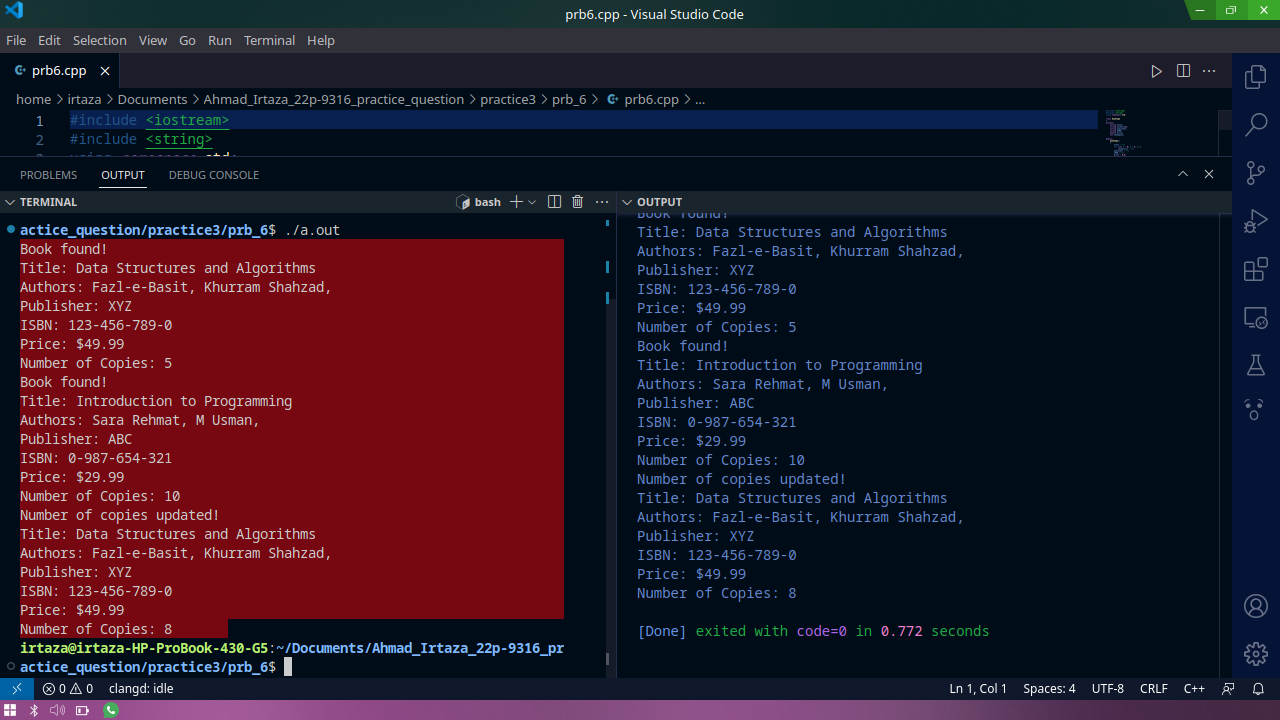 prb6.cpp - Visual Studio Code
File Edit Selection View Go Run Terminal Help
prb6.cpp
home > irtaza > Documents > Ahmad_Irtaza_22p-9316_practice_question > practice3 > prb_6 > prb6.cpp > ...
1 #include <iostream>
2 #include <string>
PROBLEMS OUTPUT DEBUG CONSOLE
TERMINAL
bash
actice_question/practice3/prb_6$ ./a.out
Book found!
Title: Data Structures and Algorithms
Authors: Fazl-e-Basit, Khurram Shahzad,
Publisher: XYZ
ISBN: 123-456-789-0
Price: $49.99
Number of Copies: 5
Book found!
Title: Introduction to Programming
Authors: Sara Rehmat, M Usman,
Publisher: ABC
ISBN: 0-987-654-321
Price: $29.99
Number of Copies: 10
Number of copies updated!
Title: Data Structures and Algorithms
Authors: Fazl-e-Basit, Khurram Shahzad,
Publisher: XYZ
ISBN: 123-456-789-0
Price: $49.99
Number of Copies: 8
irtaza@irtaza-HP-ProBook-430-G5:~/Documents/Ahmad_Irtaza_22p-9316_pr
actice_question/practice3/prb_6$
OUTPUT
Book found!
Title: Data Structures and Algorithms
Authors: Fazl-e-Basit, Khurram Shahzad,
Publisher: XYZ
ISBN: 123-456-789-0
Price: $49.99
Number of Copies: 5
Book found!
Title: Introduction to Programming
Authors: Sara Rehmat, M Usman,
Publisher: ABC
ISBN: 0-987-654-321
Price: $29.99
Number of Copies: 10
Number of copies updated!
Title: Data Structures and Algorithms
Authors: Fazl-e-Basit, Khurram Shahzad,
Publisher: XYZ
ISBN: 123-456-789-0
Price: $49.99
Number of Copies: 8
[Done] exited with code=0 in 0.772 seconds
0 0 clangd: idle
Ln 1, Col 1 Spaces: 4 UTF-8 CRLF C++